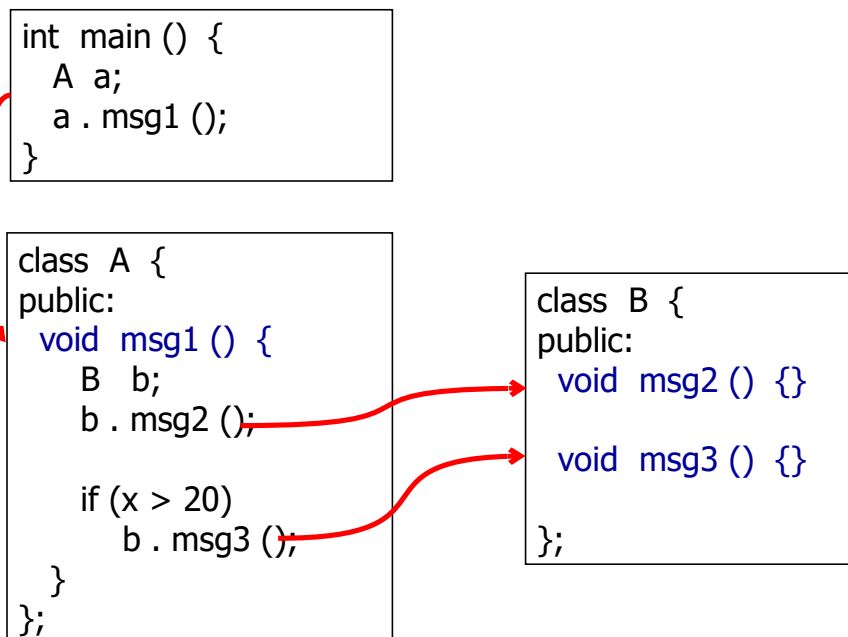 int main () {
A a;
a . msg1 ();
}
class A {
public:
void msg1 () {
B b;
b . msg2 ();
if (x > 20)
b . msg3 ();
}
};
class B {
public:
void msg2 () {}
void msg3 () {}
};